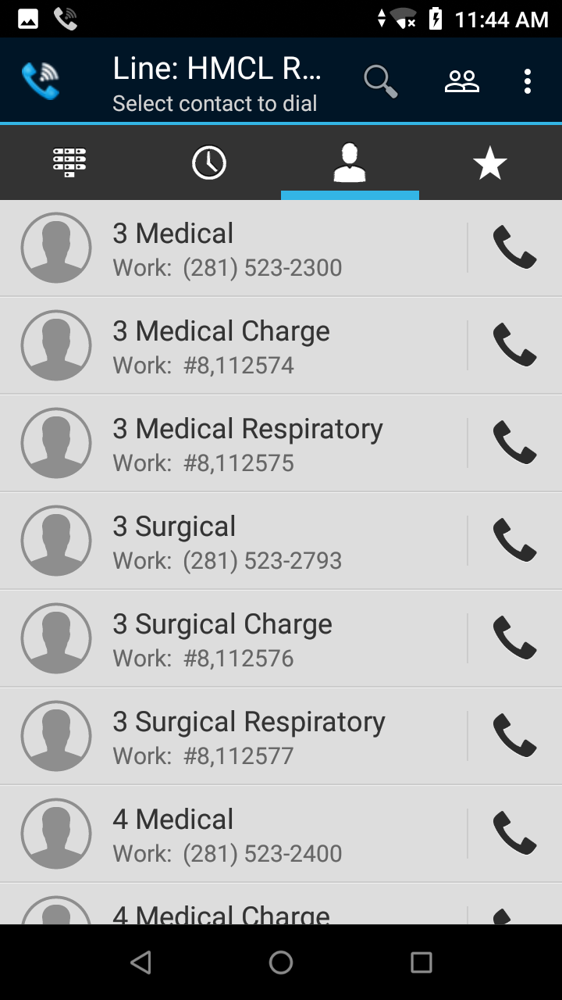 11:44 AM
Line: HMCL R...
Select contact to dial
3 Medical
Work: (281) 523-2300
3 Medical Charge
Work: #8,112574
3 Medical Respiratory
Work: #8,112575
3 Surgical
Work: (281) 523-2793
3 Surgical Charge
Work: #8,112576
3 Surgical Respiratory
Work: #8,112577
4 Medical
Work: (281) 523-2400
4 Medical Charge